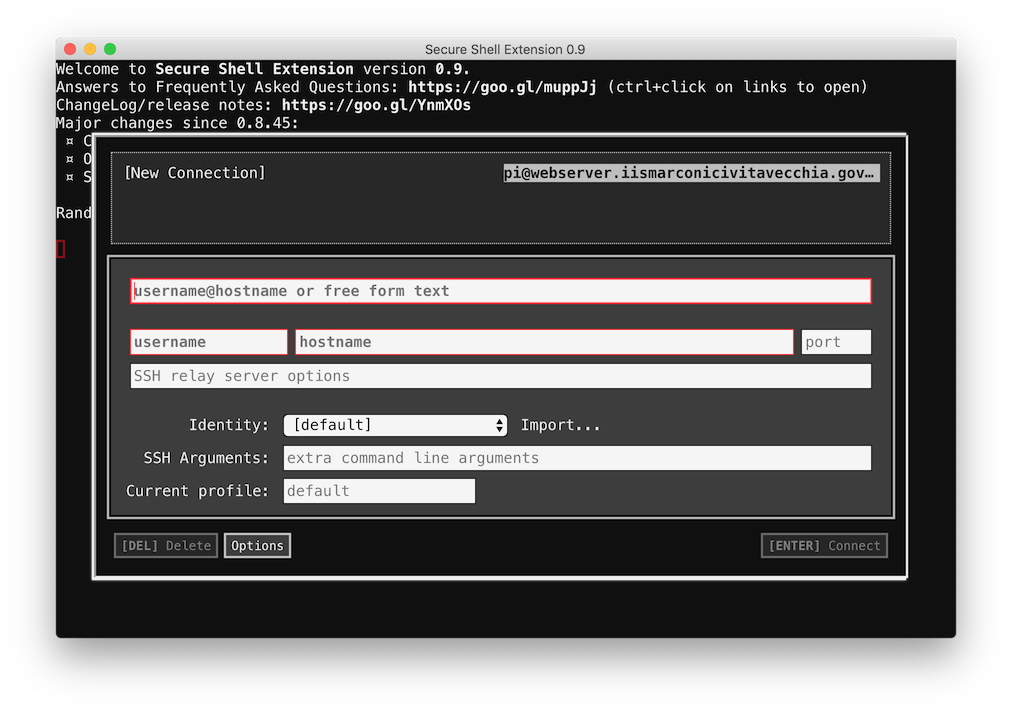 Secure Shell Extension 0.9
Welcome to Secure Shell Extension version 0.9.
Answers to Frequently Asked Questions: https://goo.gl/muppJj (ctrl+click on links to open)
ChangeLog/release notes: https://goo.gl/YnmXOs
Major changes since 0.8.45:
¤ C
¤ O
¤ S
Rand
[New Connection] pi@webserver.iismarconicivitavecchia.gov…
username@hostname or free form text
username hostname port
SSH relay server options
Identity: [default] Import...
SSH Arguments: extra command line arguments
Current profile: default
[DEL] Delete Options [ENTER] Connect